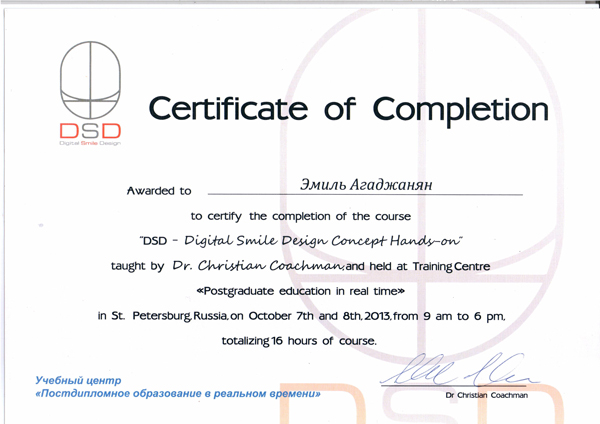 DSD
Digital Smile Design
Certificate of Completion
Awarded to Эмиль Агаджанян
to certify the completion of the course
"DSD - Digital Smile Design Concept Hands-on"
taught by Dr. Christian Coachman, and held at Training Centre
«Postgraduate education in real time»
in St. Petersburg, Russia, on October 7th and 8th, 2013, from 9 am to 6 pm,
totalizing 16 hours of course.
Учебный центр
«Постдипломное образование в реальном времени»
Dr Christian Coachman
DSD